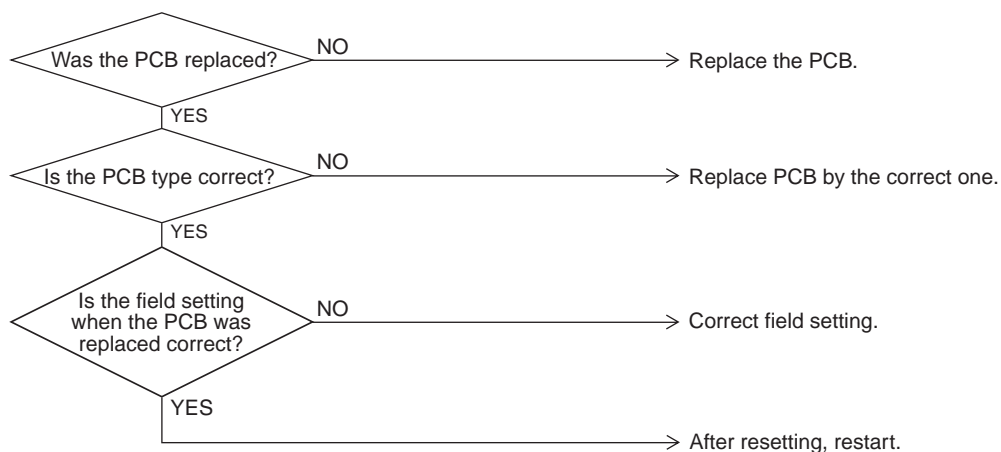 Was the PCB replaced?
NO
Replace the PCB.
YES
Is the PCB type correct?
NO
Replace PCB by the correct one.
YES
Is the field setting
when the PCB was
replaced correct?
NO
Correct field setting.
YES
After resetting, restart.